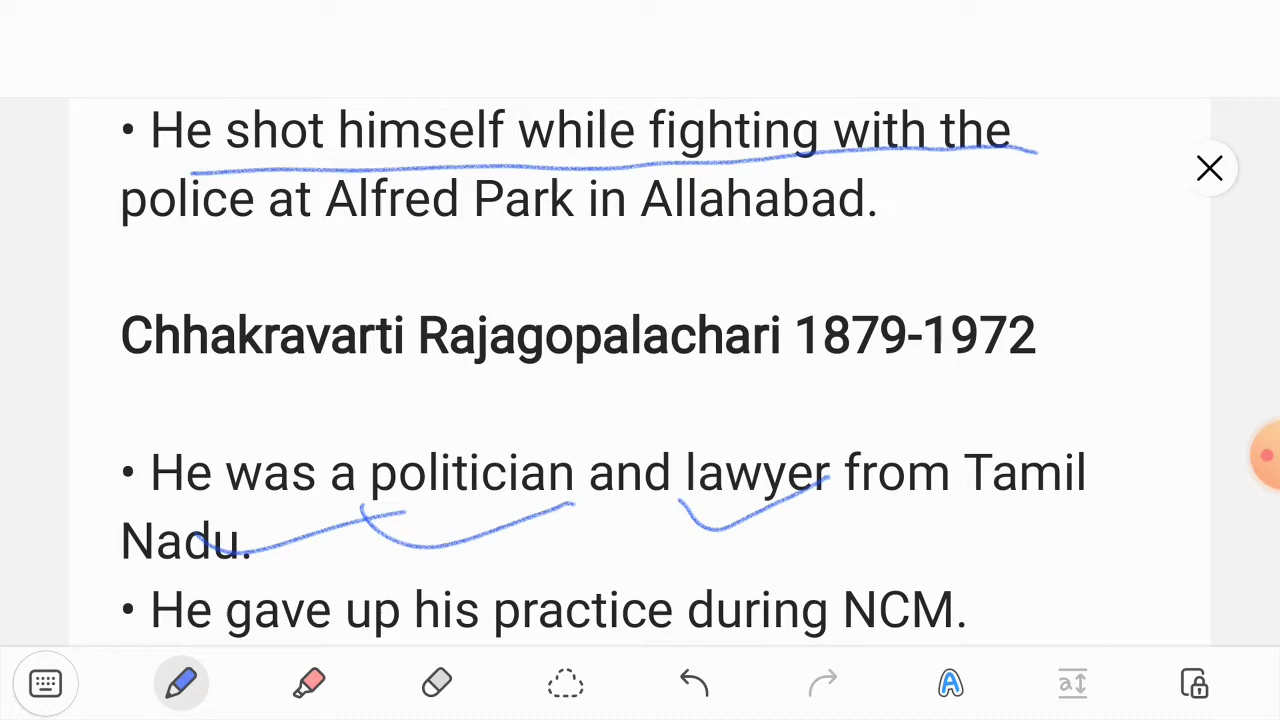 • He shot himself while fighting with the
police at Alfred Park in Allahabad.
Chhakravarti Rajagopalachari 1879-1972
• He was a politician and lawyer from Tamil
Nadu.
• He gave up his practice during NCM.
A
a